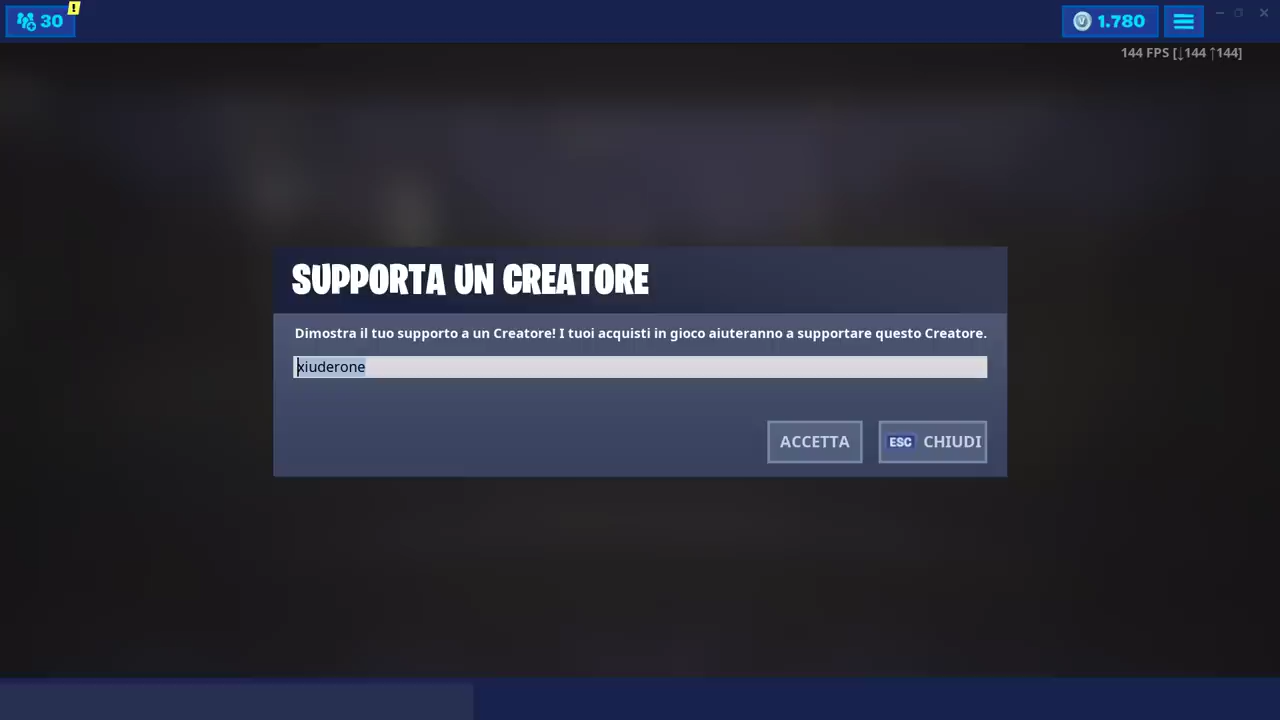 30
!
1.780
144 FPS [↓144 ↑144]
SUPPORTA UN CREATORE
Dimostra il tuo supporto a un Creatore! I tuoi acquisti in gioco aiuteranno a supportare questo Creatore.
xiuderone
ACCETTA
ESC CHIUDI